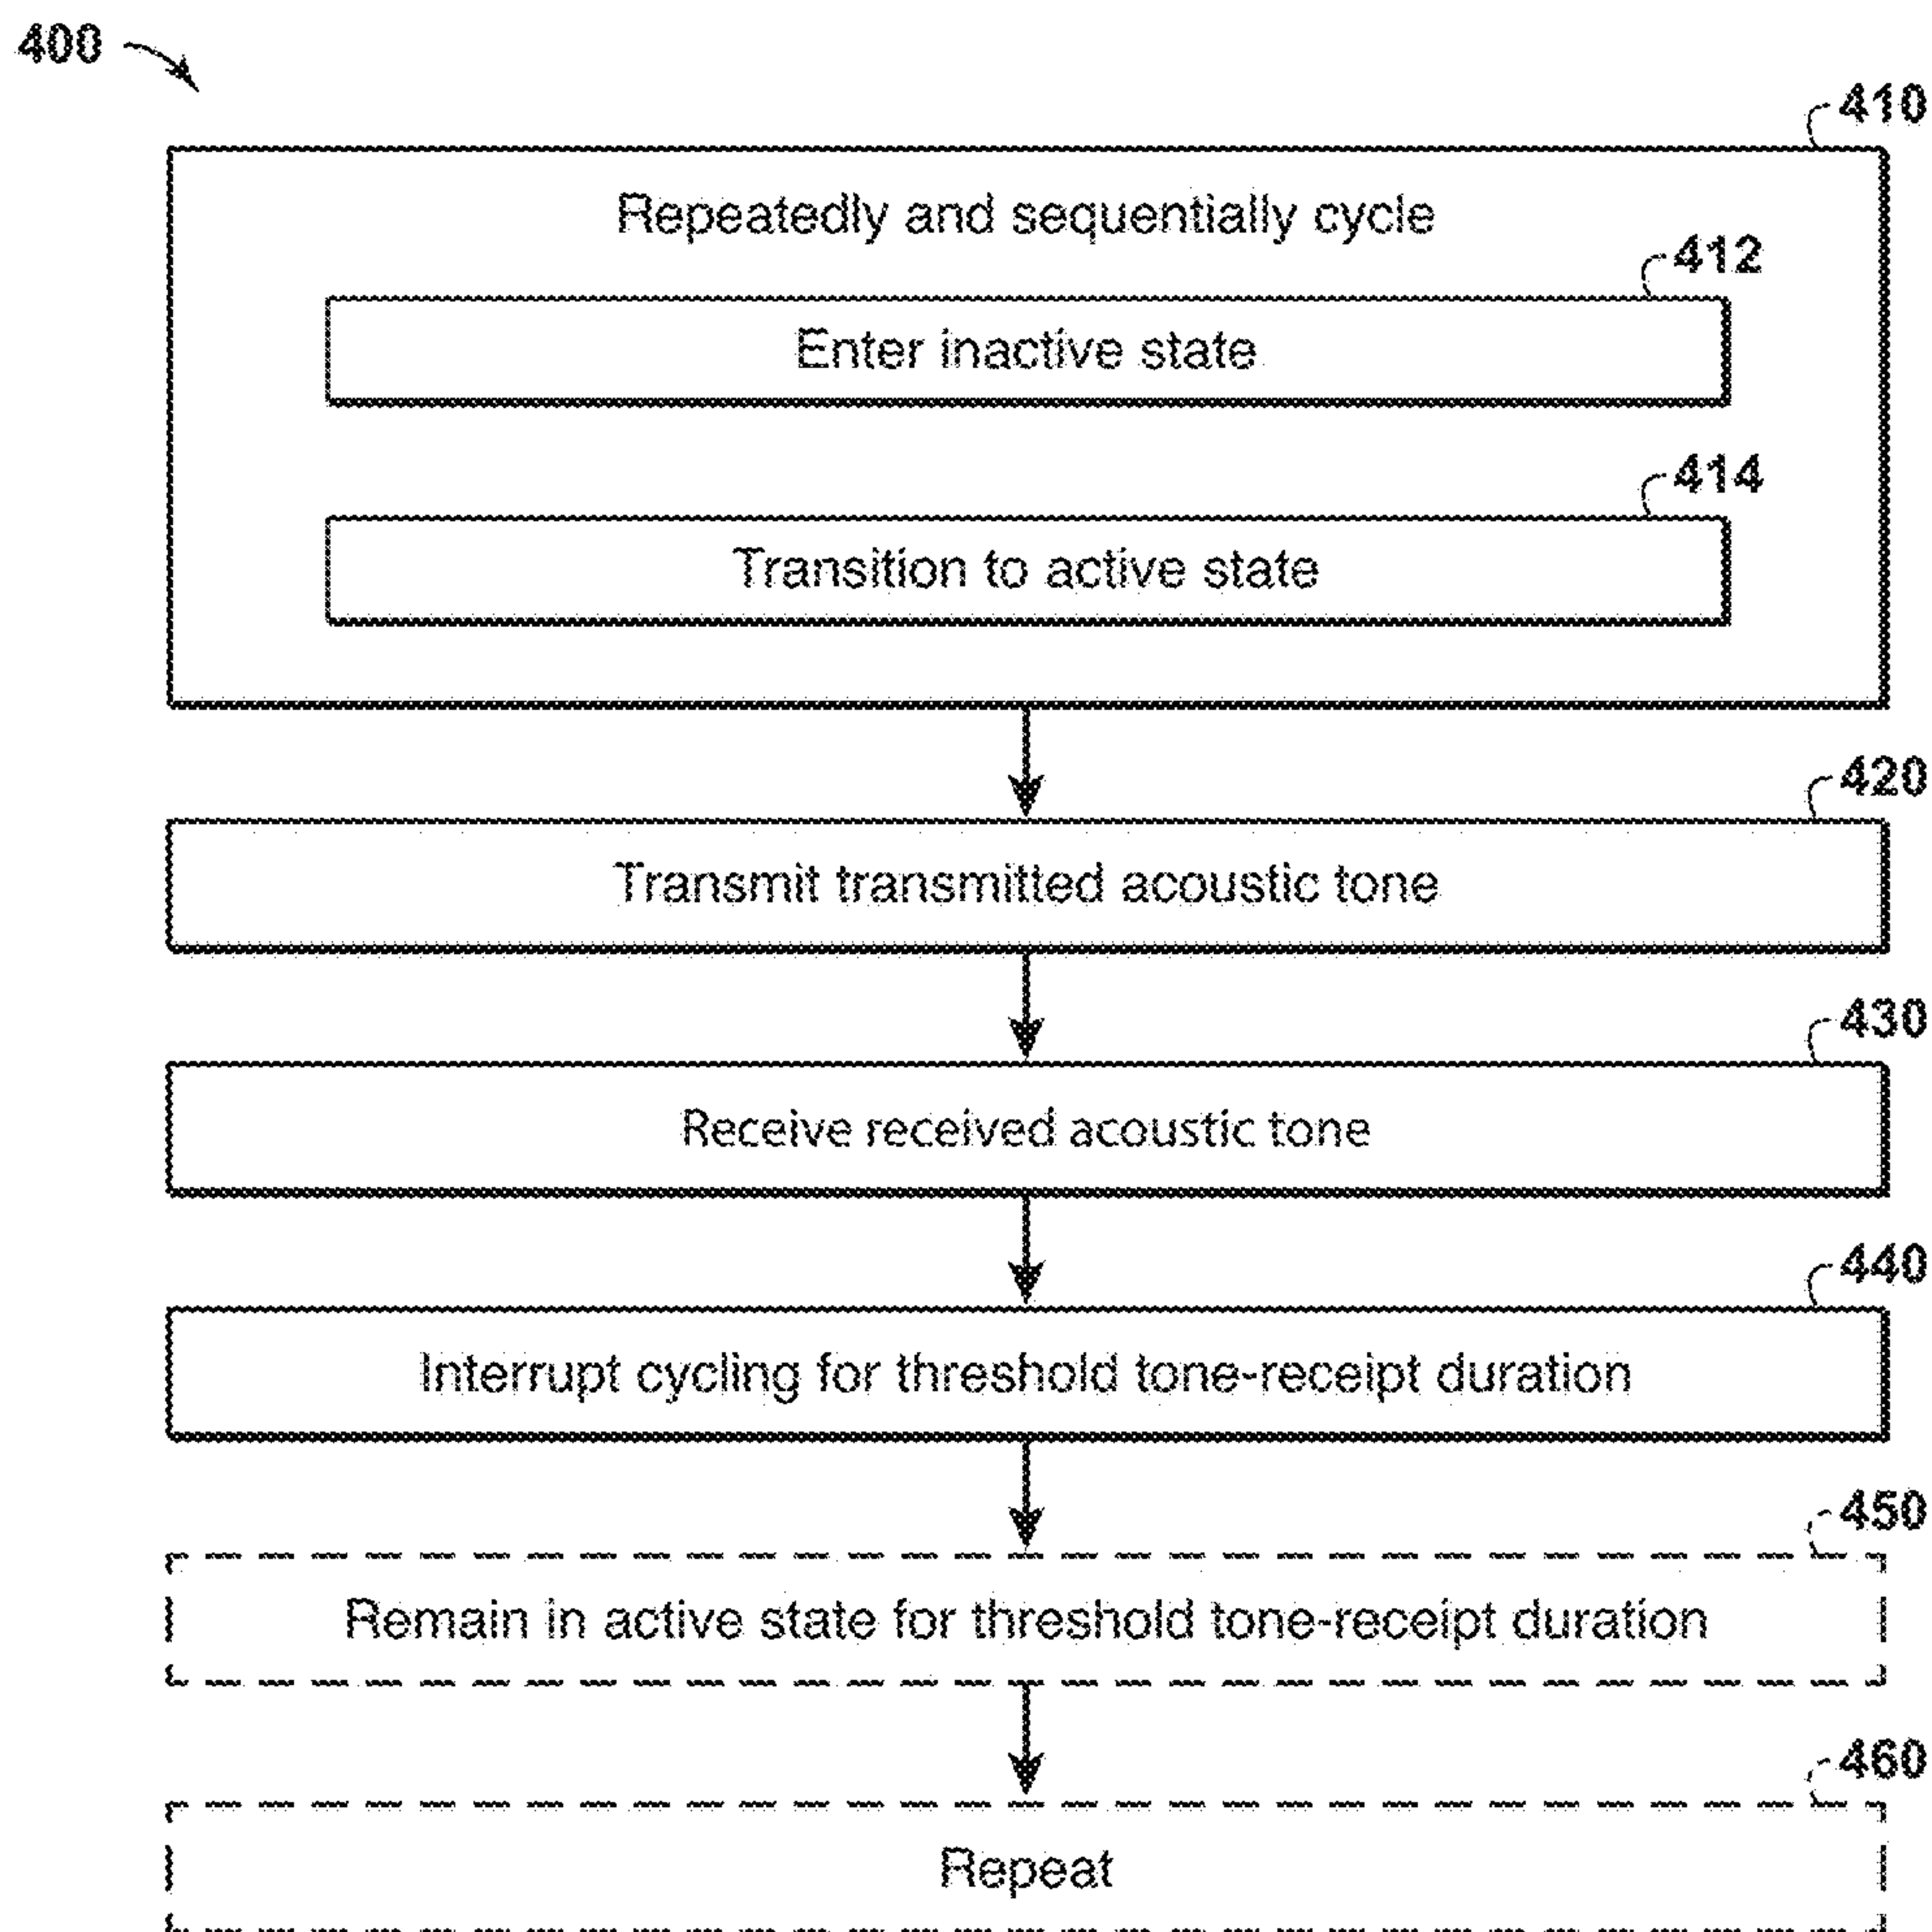 400
410
Repeatedly and sequentially cycle
412
Enter inactive state
414
Transition to active state
420
Transmit transmitted acoustic tone
430
Receive received acoustic tone
440
Interrupt cycling for threshold tone-receipt duration
450
Remain in active state for threshold tone-receipt duration
460
Repeat